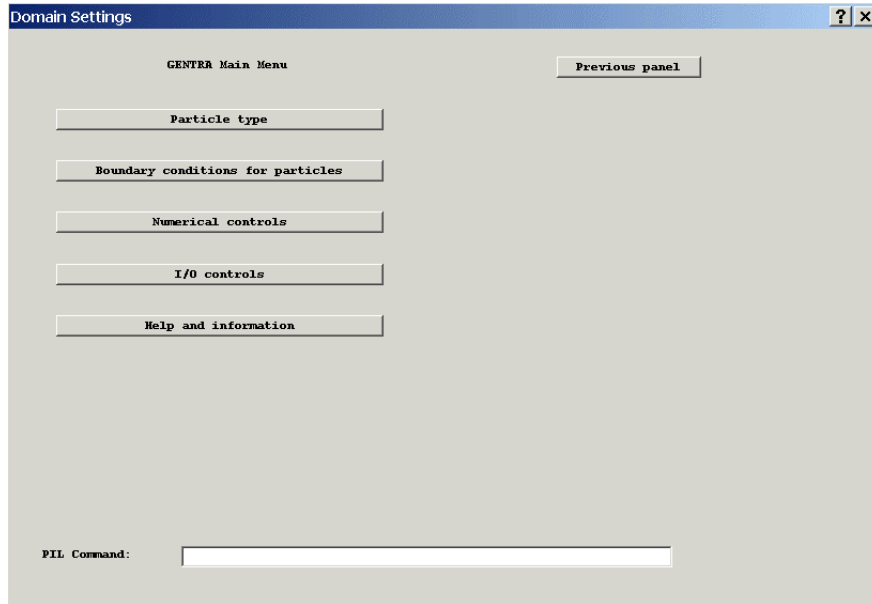 Domain Settings ? x
GENTRA Main Menu Previous panel
Particle type
Boundary conditions for particles
Numerical controls
I/O controls
Help and information
PIL Command: